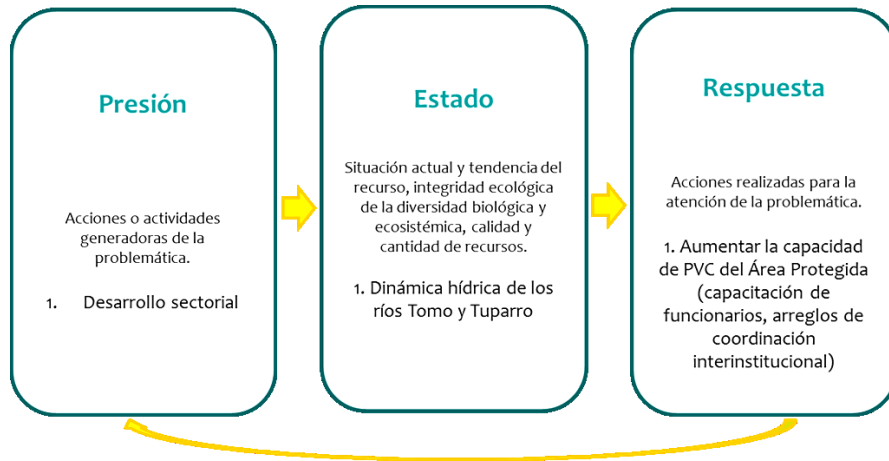 Presión
Acciones o actividades
generadoras de la
problemática.
1. Desarrollo sectorial
Estado
Situación actual y tendencia del
recurso, integridad ecológica
de la diversidad biológica y
ecosistémica, calidad y
cantidad de recursos.
1. Dinámica hídrica de los
ríos Tomo y Tuparro
Respuesta
Acciones realizadas para la
atención de la problemática.
1. Aumentar la capacidad
de PVC del Área Protegida
(capacitación de
funcionarios, arreglos de
coordinación
interinstitucional)